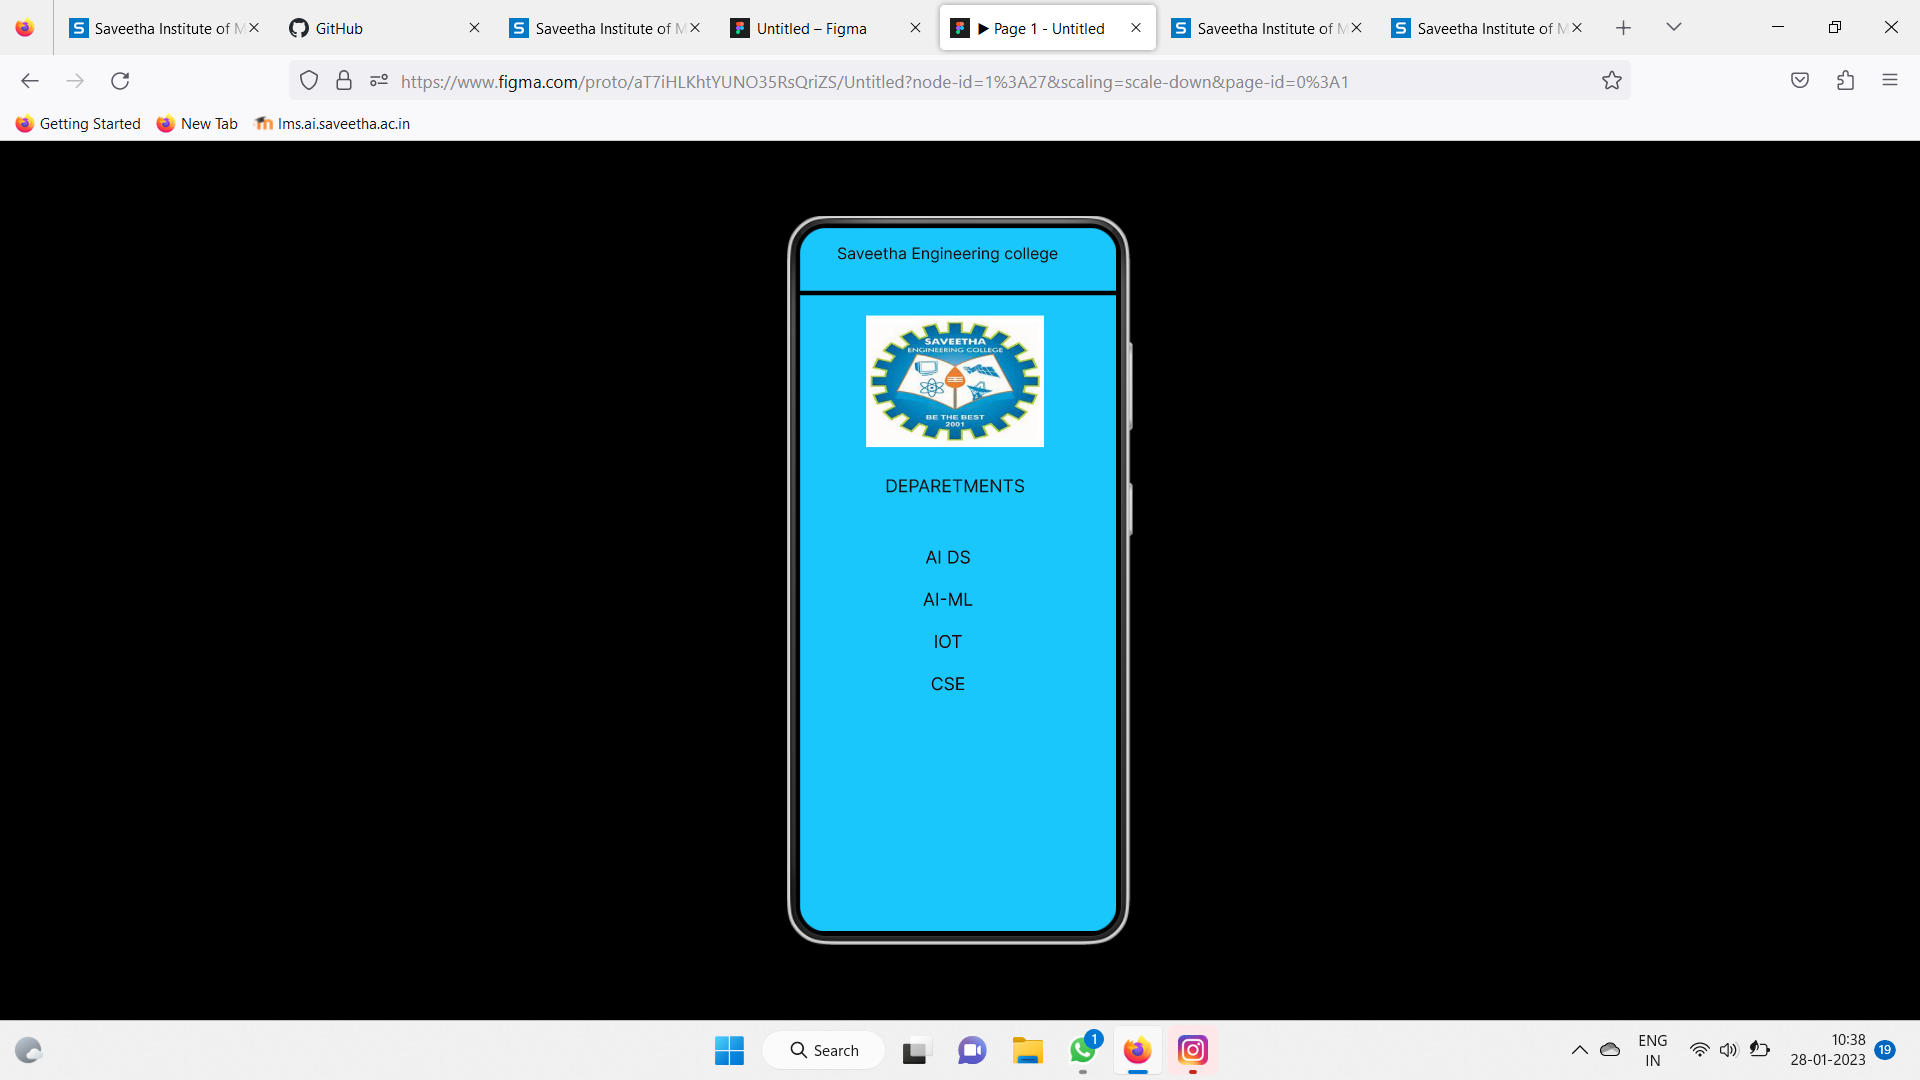 Saveetha Institute of M
GitHub
Saveetha Institute of M
Untitled – Figma
▶ Page 1 - Untitled
Saveetha Institute of M
Saveetha Institute of M
https://www.figma.com/proto/aT7iHLKhtYUNO35RsQriZS/Untitled?node-id=1%3A27&scaling=scale-down&page-id=0%3A1
Getting Started
New Tab
lms.ai.saveetha.ac.in
Saveetha Engineering college
SAVEETHA
ENGINEERING COLLEGE
BE THE BEST
2001
DEPARETMENTS
AI DS
AI-ML
IOT
CSE
Search
1
ENG
IN
10:38
28-01-2023
19